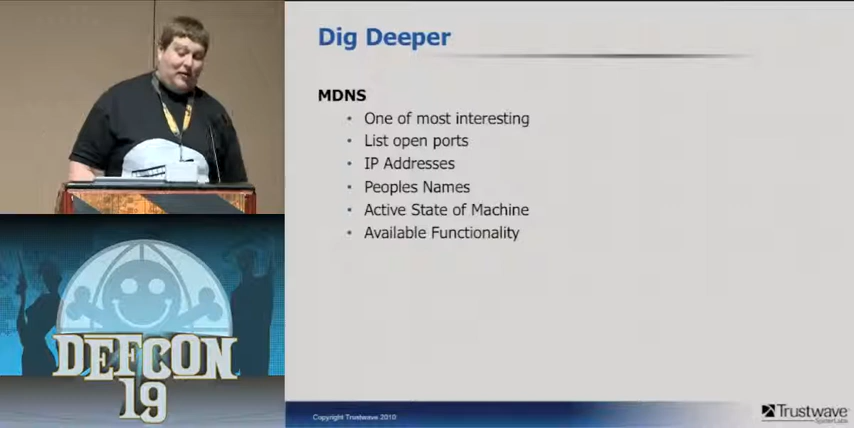 Dig Deeper
MDNS
• One of most interesting
• List open ports
• IP Addresses
• Peoples Names
• Active State of Machine
• Available Functionality
DEFCON
19
Copyright Trustwave 2010
Trustwave®
SpiderLabs